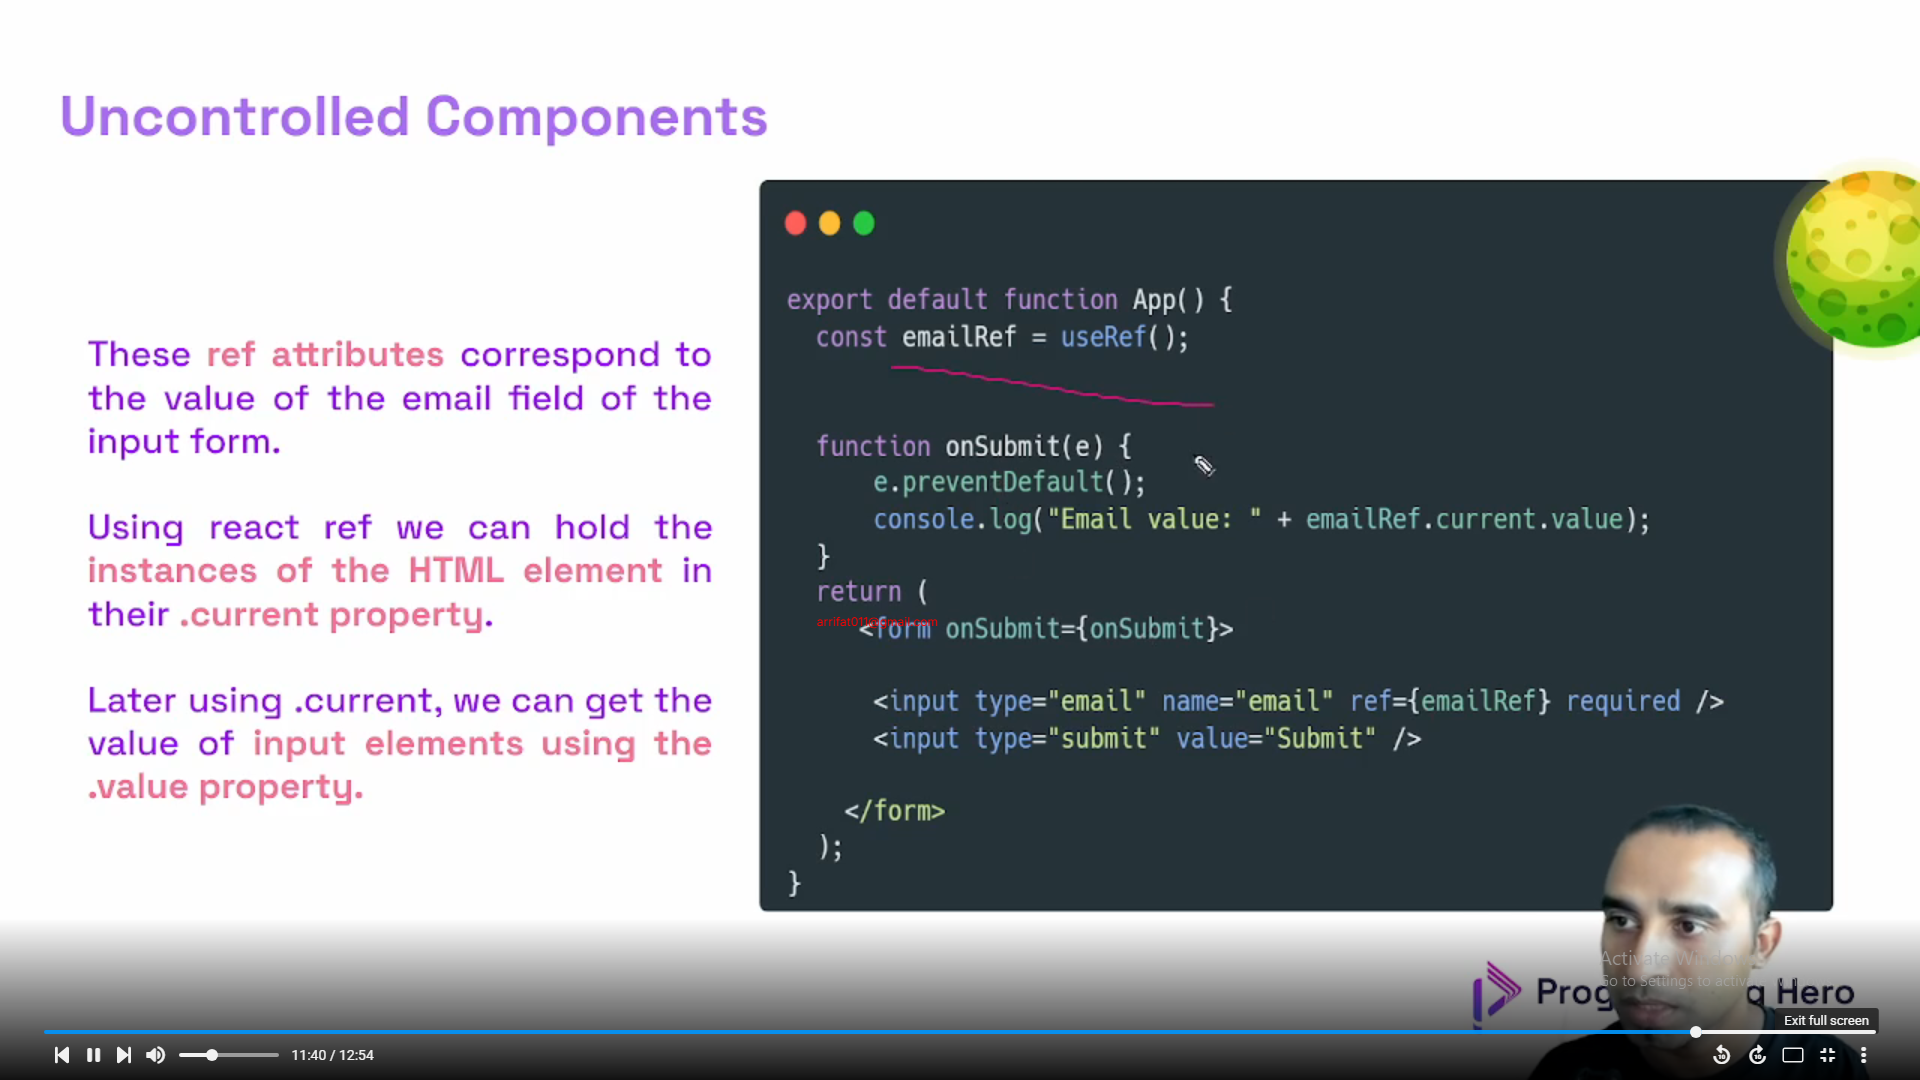 Uncontrolled Components
These ref attributes correspond to
the value of the email field of the
input form.
Using react ref we can hold the
instances of the HTML element in
their .current property.
Later using .current, we can get the
value of input elements using the
.value property.
export default function App() {
const emailRef = useRef();
function onSubmit(e) {
e.preventDefault();
console.log("Email value: " + emailRef.current.value);
}
return (
arrifat011@gmail.com
<form onSubmit={onSubmit}>
<input type="email" name="email" ref={emailRef} required />
<input type="submit" value="Submit" />
</form>
);
}
Activate
Go to Settings to
Hero
Exit full screen
11:40 / 12:54